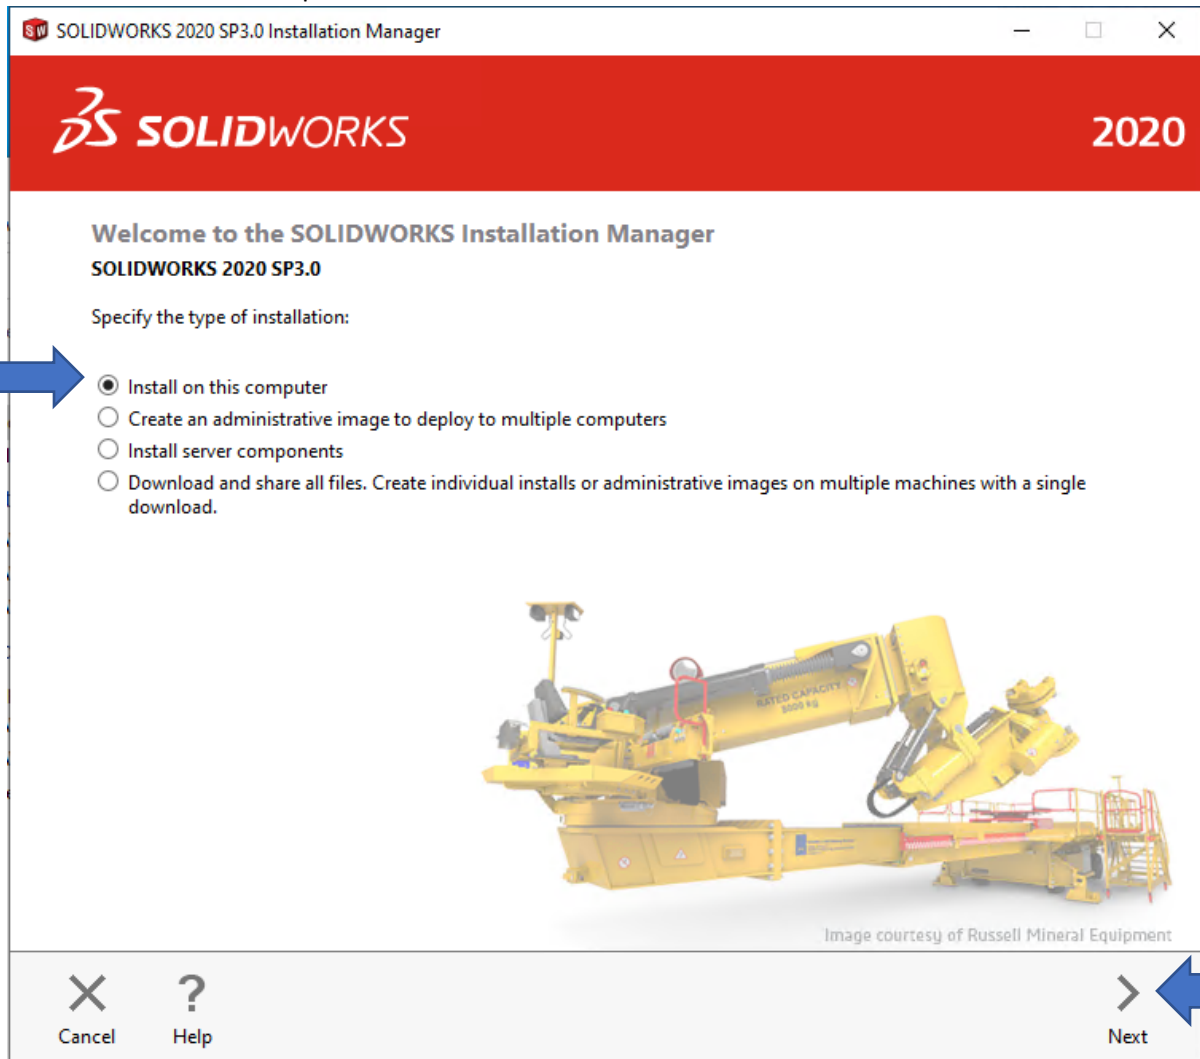 SOLIDWORKS 2020 SP3.0 Installation Manager
SOLIDWORKS
2020
Welcome to the SOLIDWORKS Installation Manager
SOLIDWORKS 2020 SP3.0
Specify the type of installation:
Install on this computer
Create an administrative image to deploy to multiple computers
Install server components
Download and share all files. Create individual installs or administrative images on multiple machines with a single
download.
RATED CAPACITY
5000 kg
Image courtesy of Russell Mineral Equipment
?
Cancel
Help
Next